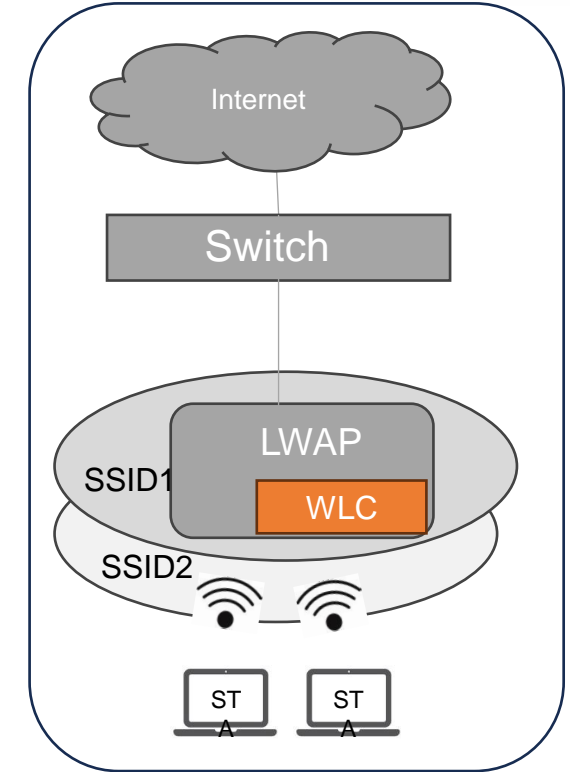 Internet
Switch
LWAP
SSID1
WLC
SSID2
ST
A
ST
A